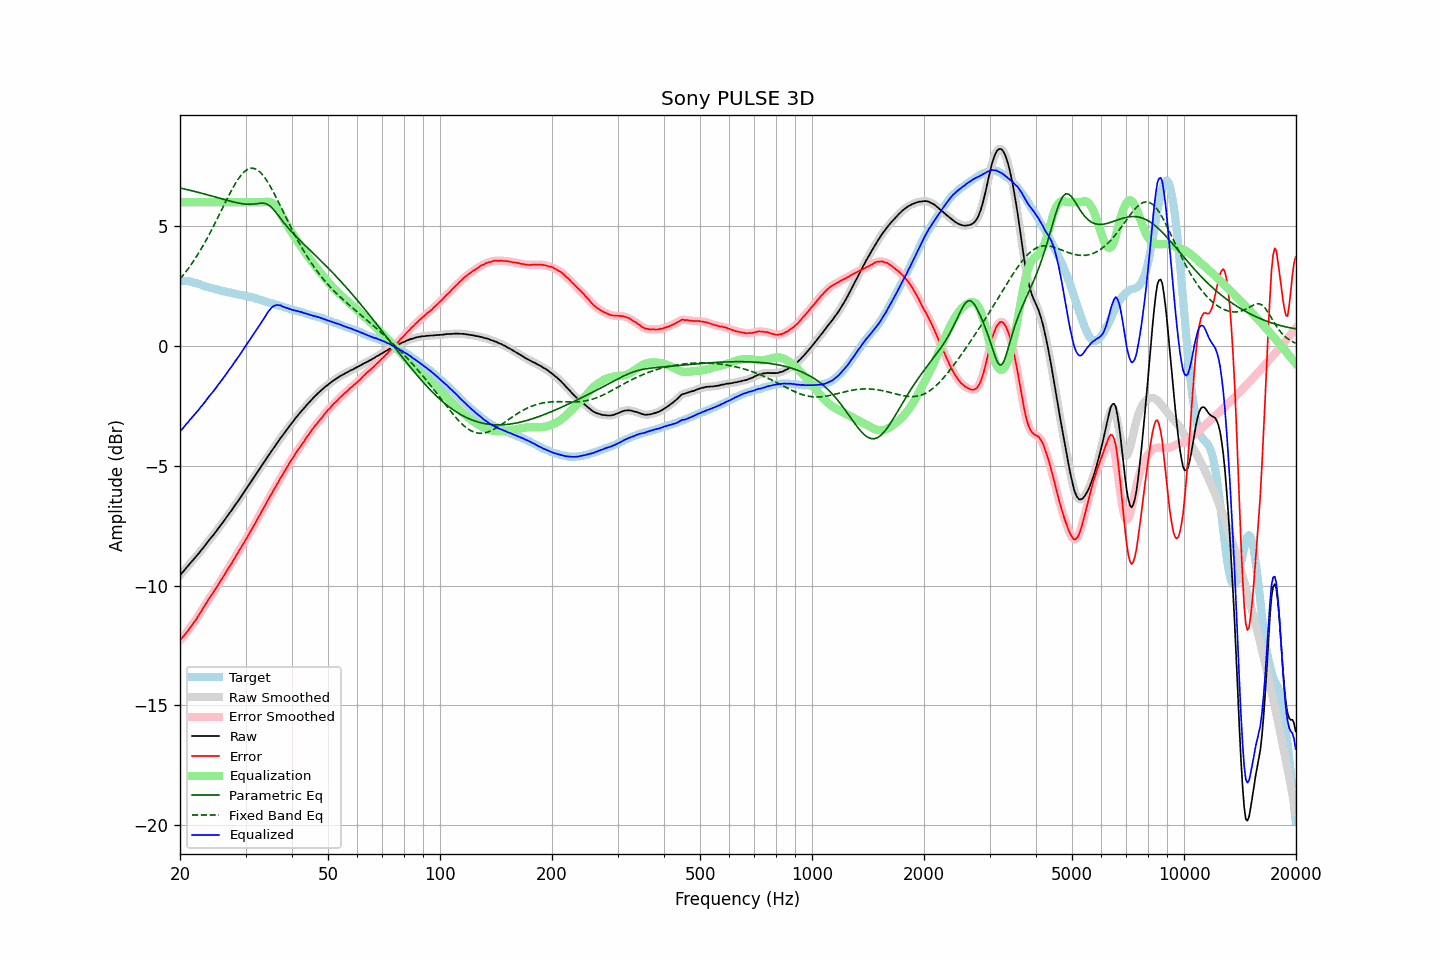 Sony PULSE 3D
Amplitude (dBr)
5
0
−5
−10
−15
−20
Target
Raw Smoothed
Error Smoothed
Raw
Error
Equalization
Parametric Eq
Fixed Band Eq
Equalized
20 50 100 200 500 1000 2000 5000 10000 20000
Frequency (Hz)